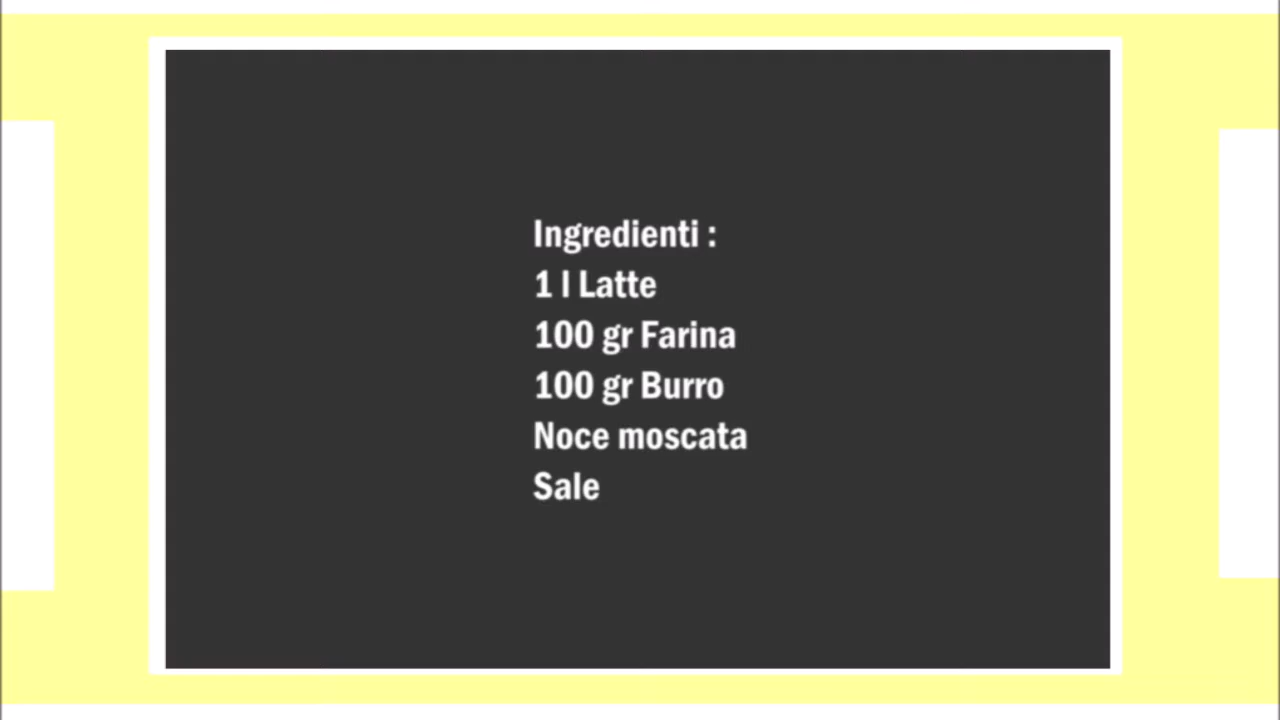 Ingredienti :
1 l Latte
100 gr Farina
100 gr Burro
Noce moscata
Sale